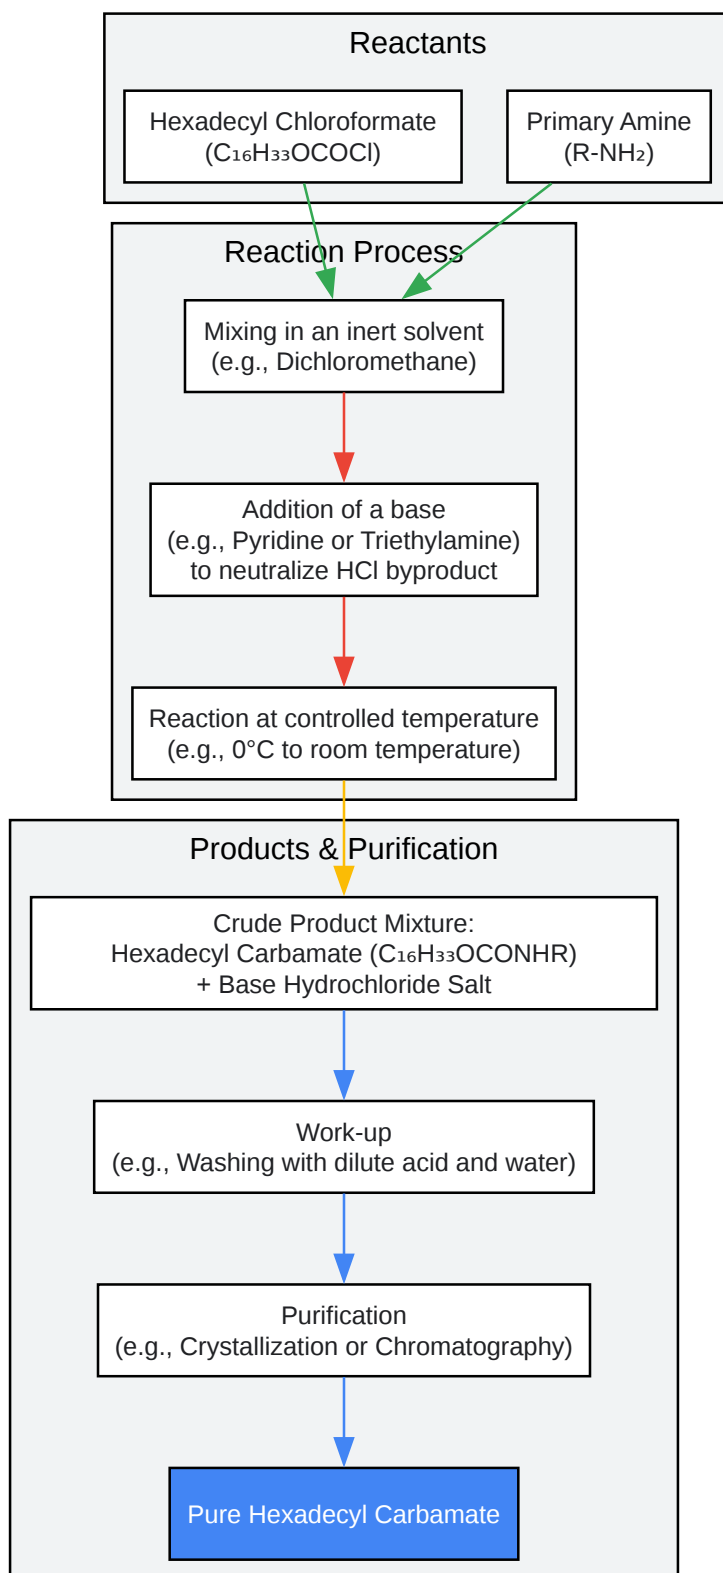 Reactants
Hexadecyl Chloroformate
(C₁₆H₃₃OCOCl)
Primary Amine
(R-NH₂)
Reaction Process
Mixing in an inert solvent
(e.g., Dichloromethane)
Addition of a base
(e.g., Pyridine or Triethylamine)
to neutralize HCl byproduct
Reaction at controlled temperature
(e.g., 0°C to room temperature)
Products & Purification
Crude Product Mixture:
Hexadecyl Carbamate (C₁₆H₃₃OCONHR)
+ Base Hydrochloride Salt
Work-up
(e.g., Washing with dilute acid and water)
Purification
(e.g., Crystallization or Chromatography)
Pure Hexadecyl Carbamate